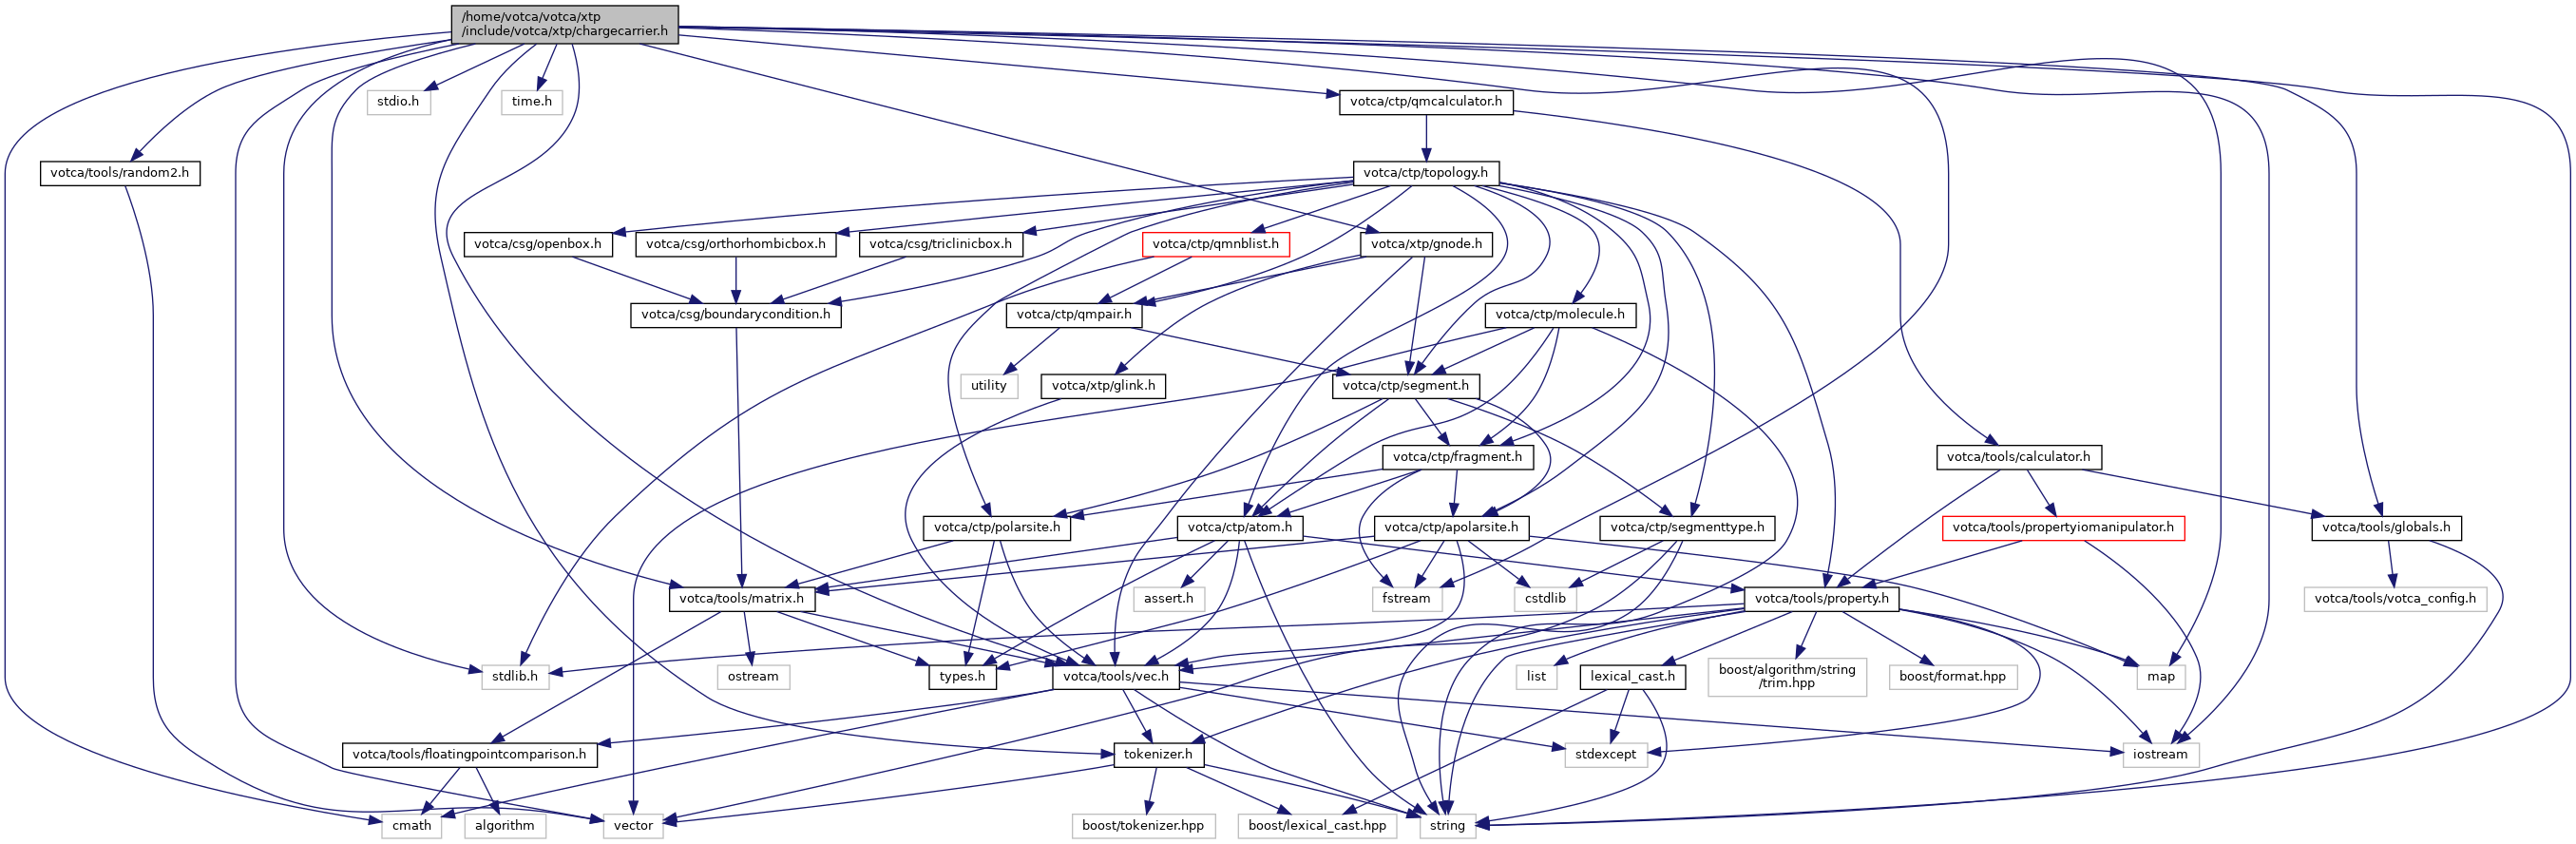 /home/votca/votca/xtp
/include/votca/xtp/chargecarrier.h
stdio.h
time.h
votca/ctp/qmcalculator.h
votca/tools/random2.h
votca/ctp/topology.h
votca/csg/openbox.h
votca/csg/orthorhombicbox.h
votca/csg/triclinicbox.h
votca/ctp/qmnblist.h
votca/xtp/gnode.h
votca/csg/boundarycondition.h
votca/ctp/qmpair.h
votca/ctp/molecule.h
utility
votca/xtp/glink.h
votca/ctp/segment.h
votca/ctp/fragment.h
votca/tools/calculator.h
votca/ctp/polarsite.h
votca/ctp/atom.h
votca/ctp/apolarsite.h
votca/ctp/segmenttype.h
votca/tools/propertyiomanipulator.h
votca/tools/globals.h
votca/tools/matrix.h
assert.h
fstream
cstdlib
votca/tools/property.h
votca/tools/votca_config.h
stdlib.h
ostream
types.h
votca/tools/vec.h
list
lexical_cast.h
boost/algorithm/string
/trim.hpp
boost/format.hpp
map
votca/tools/floatingpointcomparison.h
tokenizer.h
stdexcept
iostream
cmath
algorithm
vector
boost/tokenizer.hpp
boost/lexical_cast.hpp
string